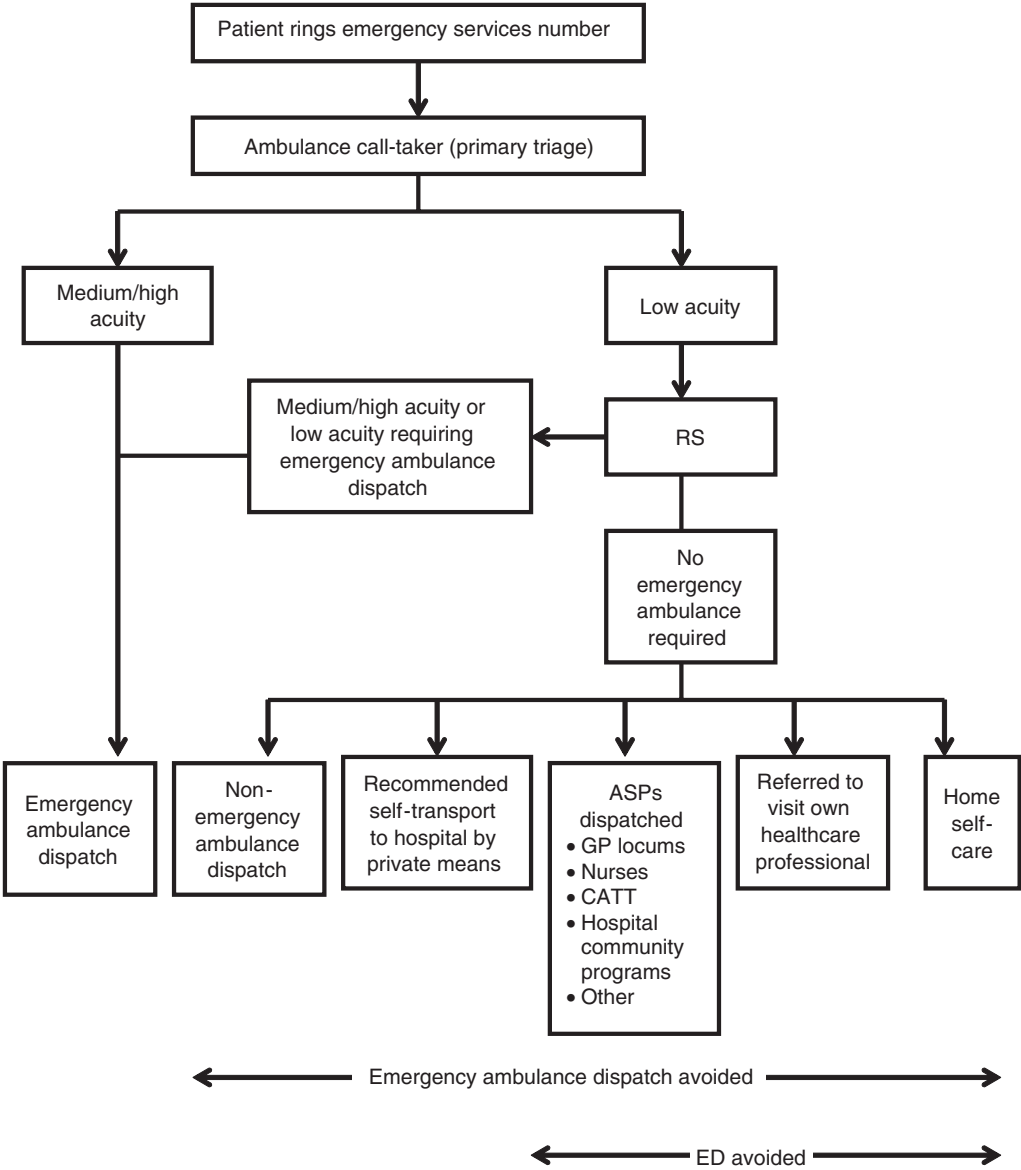 Patient rings emergency services number
Ambulance call-taker (primary triage)
Medium/high
acuity
Low acuity
Medium/high acuity or
low acuity requiring
emergency ambulance
dispatch
RS
No
emergency
ambulance
required
Emergency
ambulance
dispatch
Non-
emergency
ambulance
dispatch
Recommended
self-transport
to hospital by
private means
ASPs
dispatched
• GP locums
• Nurses
• CATT
• Hospital
community
programs
• Other
Referred to
visit own
healthcare
professional
Home
self-
care
Emergency ambulance dispatch avoided
ED avoided